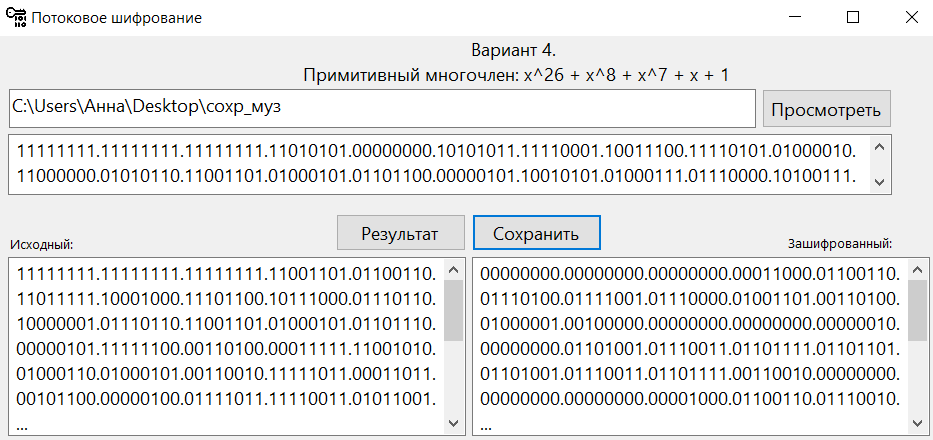 Потоковое шифрование
Вариант 4.
Примитивный многочлен: x^26 + x^8 + x^7 + x + 1
C:\Users\Анна\Desktop\сохр_муз
Просмотреть
11111111.11111111.11111111.11010101.00000000.10101011.11110001.10011100.11110101.01000010.
11000000.01010110.11001101.01000101.01101100.00000101.10010101.01000111.01110000.10100111.
Результат
Сохранить
Исходный:
Зашифрованный:
11111111.11111111.11111111.11001101.01100110.
11011111.10001000.11101100.10111000.01110110.
10000001.01110110.11001101.01000101.01101110.
00000101.11111100.00110100.00011111.11001010.
01000110.01000101.00110010.11111011.00011011.
00101100.00000100.01111011.11110011.01011001.
...
00000000.00000000.00000000.00011000.01100110.
01110100.01111001.01110000.01001101.00110100.
01000001.00100000.00000000.00000000.00000010.
00000000.01101001.01110011.01101111.01101101.
01101001.01110011.01101111.00110010.00000000.
00000000.00000000.00001000.01100110.01110010.
...